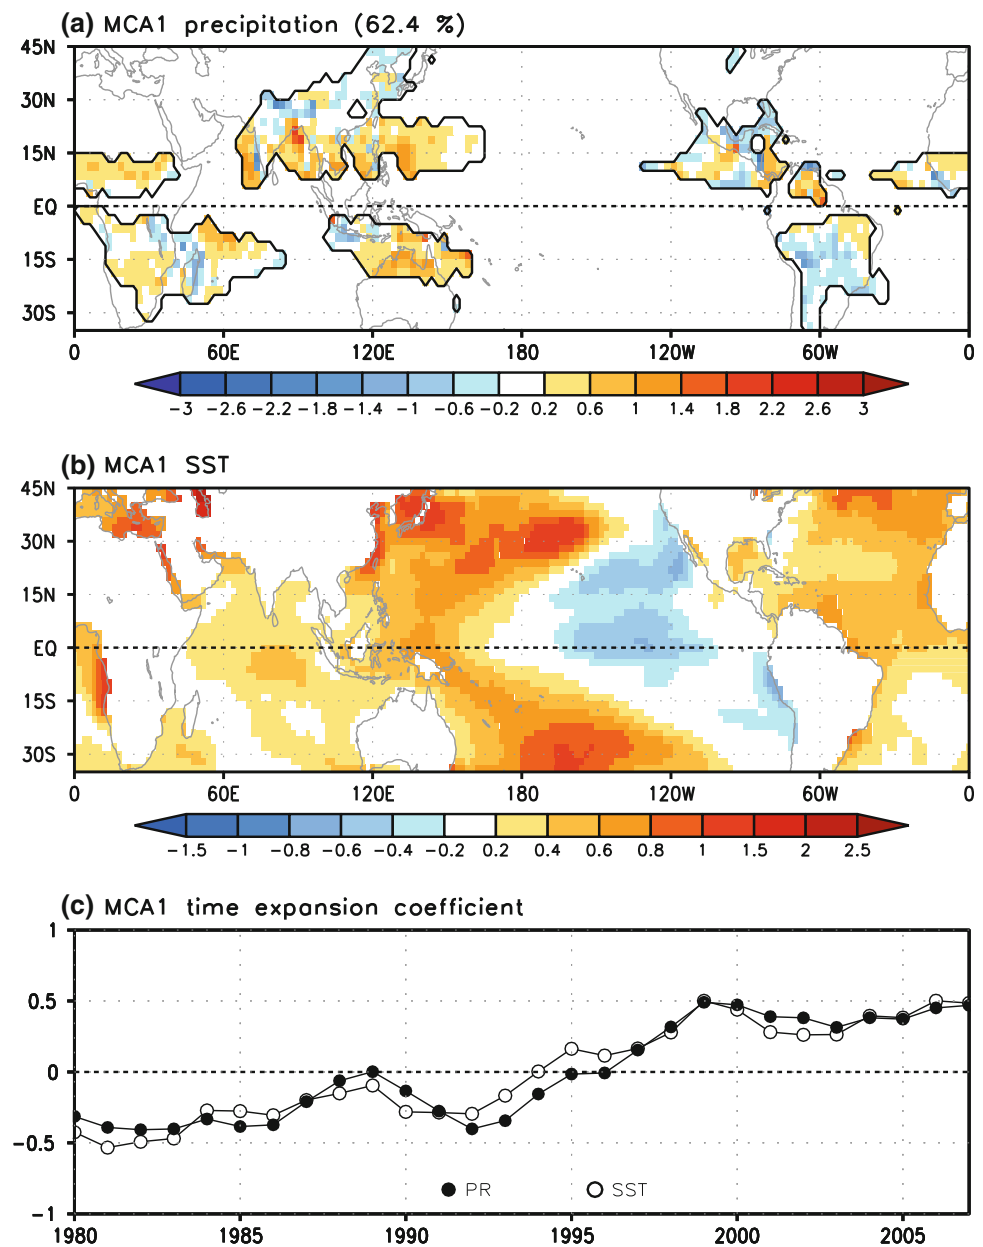 (a) MCA1 precipitation (62.4 %)
45N
30N
15N
EQ
15S
30S
0 60E 120E 180 120W 60W 0
-3 -2.6 -2.2 -1.8 -1.4 -1 -0.6 -0.2 0.2 0.6 1 1.4 1.8 2.2 2.6 3
(b) MCA1 SST
45N
30N
15N
EQ
15S
30S
0 60E 120E 180 120W 60W 0
-1.5 -1 -0.8 -0.6 -0.4 -0.2 0.2 0.4 0.6 0.8 1 1.5 2 2.5
(c) MCA1 time expansion coefficient
1
0.5
0
-0.5
-1
PR SST
1980 1985 1990 1995 2000 2005